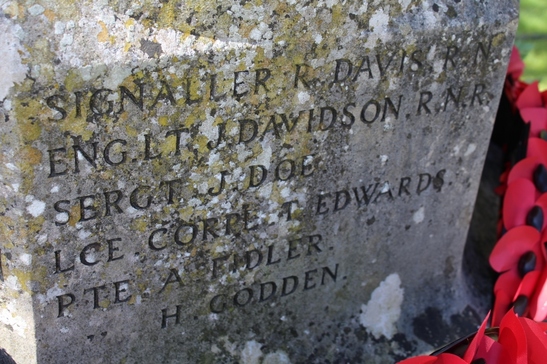 SIGNALLER R. DAVIS R.N.
ENG. LT. J. DAVIDSON. R.N.R.
SERGT. J. DOE
LCE CORPL T. EDWARDS.
PTE. A. FIDLER.
" H. GODDEN.